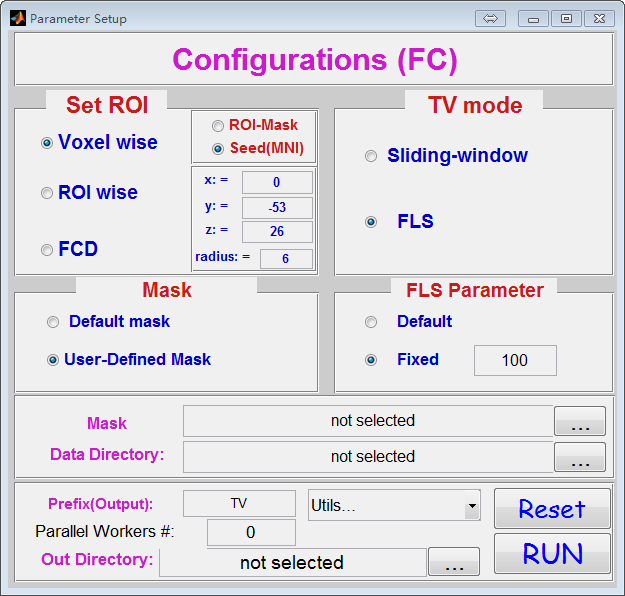 Parameter Setup
Configurations (FC)
Set ROI
Voxel wise
ROI wise
FCD
ROI-Mask
Seed(MNI)
x: = 0
y: = -53
z: = 26
radius: = 6
TV mode
Sliding-window
FLS
Mask
Default mask
User-Defined Mask
FLS Parameter
Default
Fixed 100
Mask not selected ...
Data Directory: not selected ...
Prefix(Output): TV Utils... Reset
Parallel Workers #: 0
Out Directory: not selected ... RUN